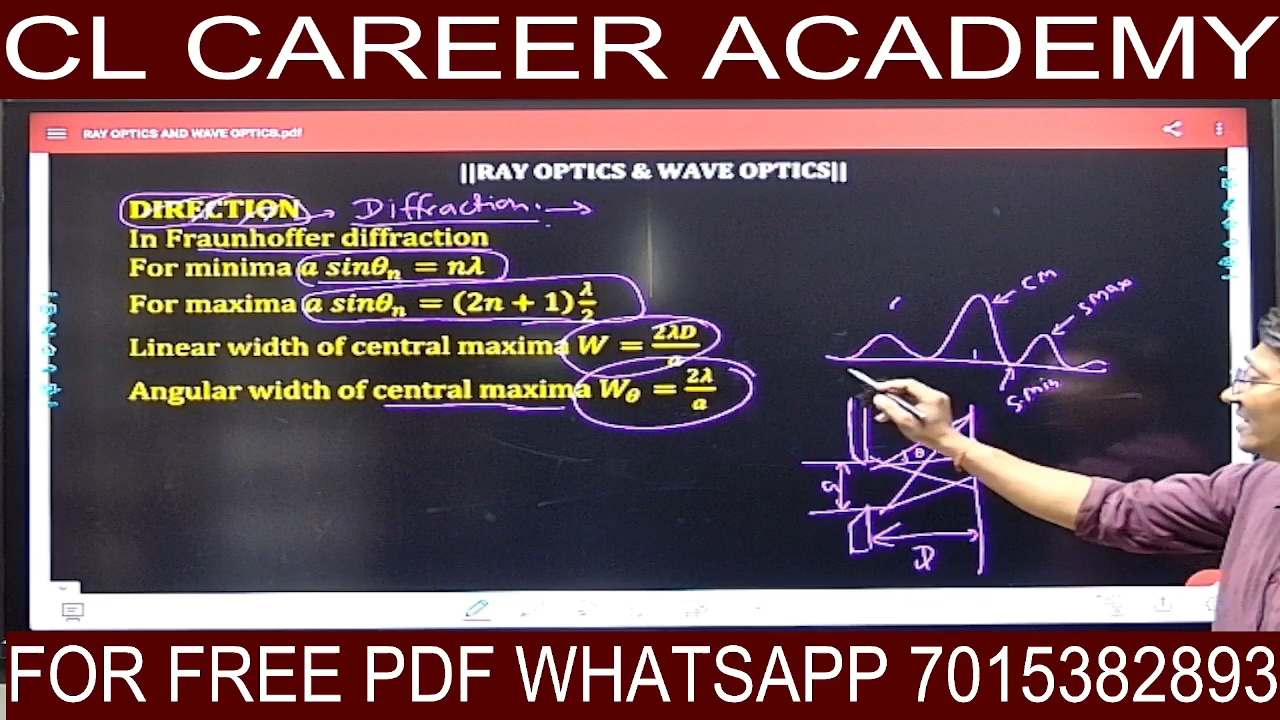 CL CAREER ACADEMY
RAY OPTICS AND WAVE OPTICS.pdf
||RAY OPTICS & WAVE OPTICS||
DIRECTION → Diffraction. →
In Fraunhoffer diffraction
For minima a sinθₙ = nλ
For maxima a sinθₙ = (2n + 1) λ/2
Linear width of central maxima W = 2λD/a
Angular width of central maxima W_θ = 2λ/a
CM
S max
S. min
θ
a
D
FOR FREE PDF WHATSAPP 7015382893